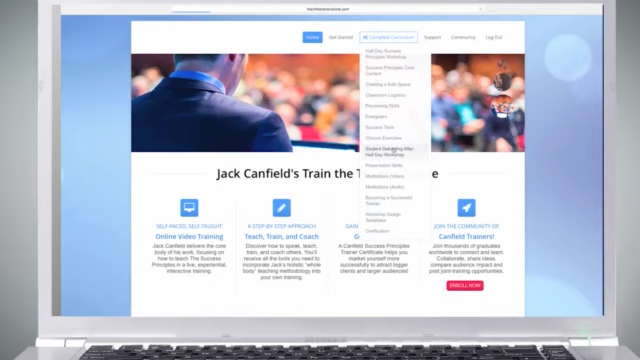 Home Get Started Canfield Curriculum Support Community Log Out
Half-Day Success
Principles Workshop
Success Principles Core
Content
Creating a Safe Space
Classroom Logistics
Processing Skills
Energizers
Success Tools
Closing Exercises
Student Debriefing After
Half Day Workshop
Presentation Skills
Meditations (Video)
Meditations (Audio)
Becoming a Successful
Trainer
Workshop Design
Templates
Certification
Jack Canfield's Train the T
SELF-PACED, SELF-TAUGHT
Online Video Training
Jack Canfield delivers the core
body of his work, focusing on
how to teach The Success
Principles in a live, experiential,
interactive training.
A STEP-BY-STEP APPROACH
Teach, Train, and Coach
Discover how to speak, teach,
train, and coach others. You'll
receive all the tools you need to
incorporate Jack's holistic "whole
body" teaching methodology into
your own training.
GAIN
A Canfield Success Principles
Trainer Certificate helps you
market yourself more
successfully to attract bigger
clients and larger audiences!
JOIN THE COMMUNITY OF
Canfield Trainers!
Join thousands of graduates
worldwide to connect and learn.
Collaborate, share ideas,
compare audience impact and
post joint-training opportunities.
ENROLL NOW